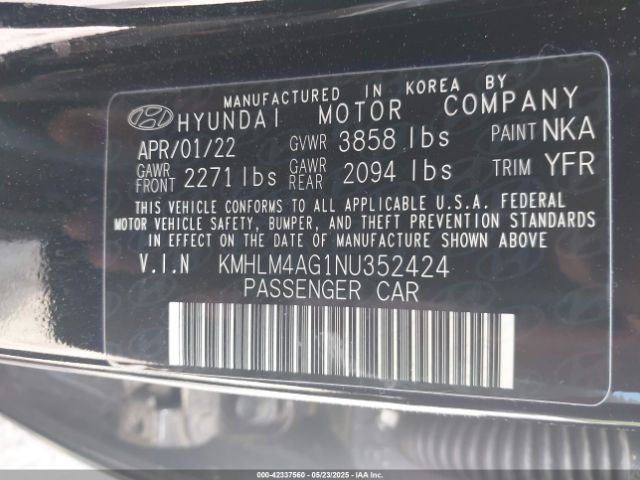 MANUFACTURED IN KOREA BY
HYUNDAI MOTOR COMPANY
APR/01/22 GVWR 3858 lbs PAINT NKA
GAWR FRONT 2271 lbs GAWR REAR 2094 lbs TRIM YFR
THIS VEHICLE CONFORMS TO ALL APPLICABLE U.S.A. FEDERAL
MOTOR VEHICLE SAFETY, BUMPER, AND THEFT PREVENTION STANDARDS
IN EFFECT ON THE DATE OF MANUFACTURE SHOWN ABOVE
V.I.N KMHLM4AG1NU352424
PASSENGER CAR
000-42337560 - 05/23/2025 - IAAI.COM